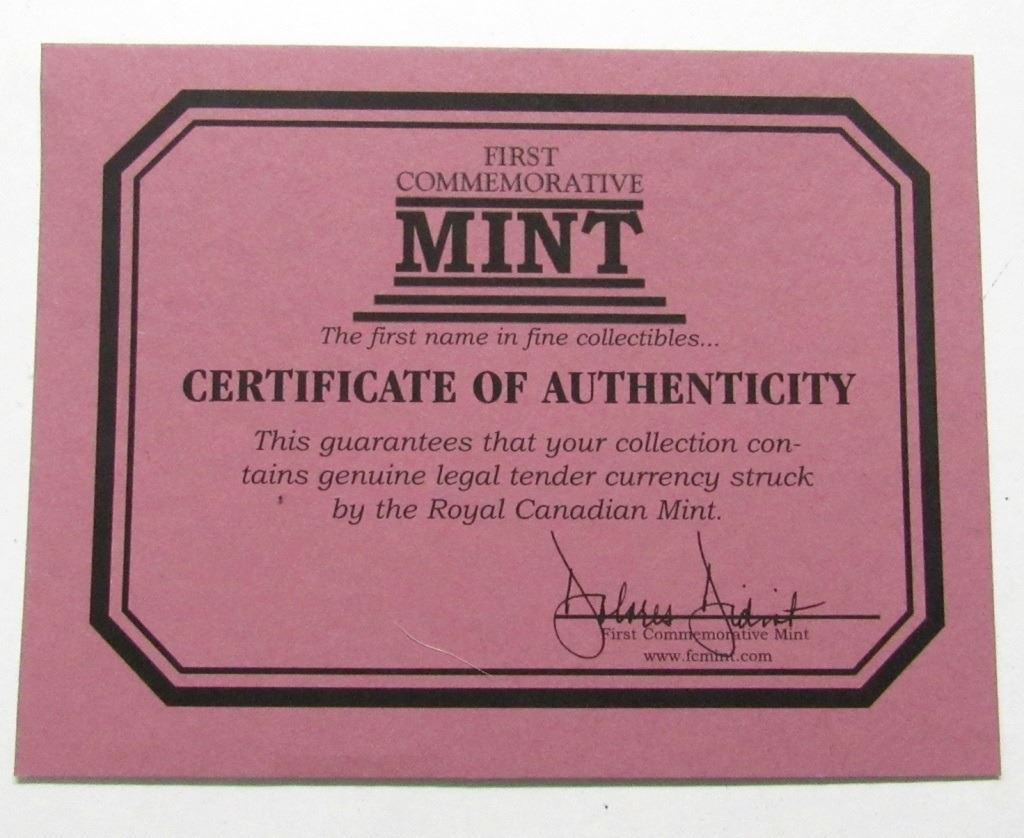 FIRST
COMMEMORATIVE
MINT
The first name in fine collectibles...
CERTIFICATE OF AUTHENTICITY
This guarantees that your collection con-
tains genuine legal tender currency struck
by the Royal Canadian Mint.
Dolores
First Commemorative Mint
www.fcmint.com